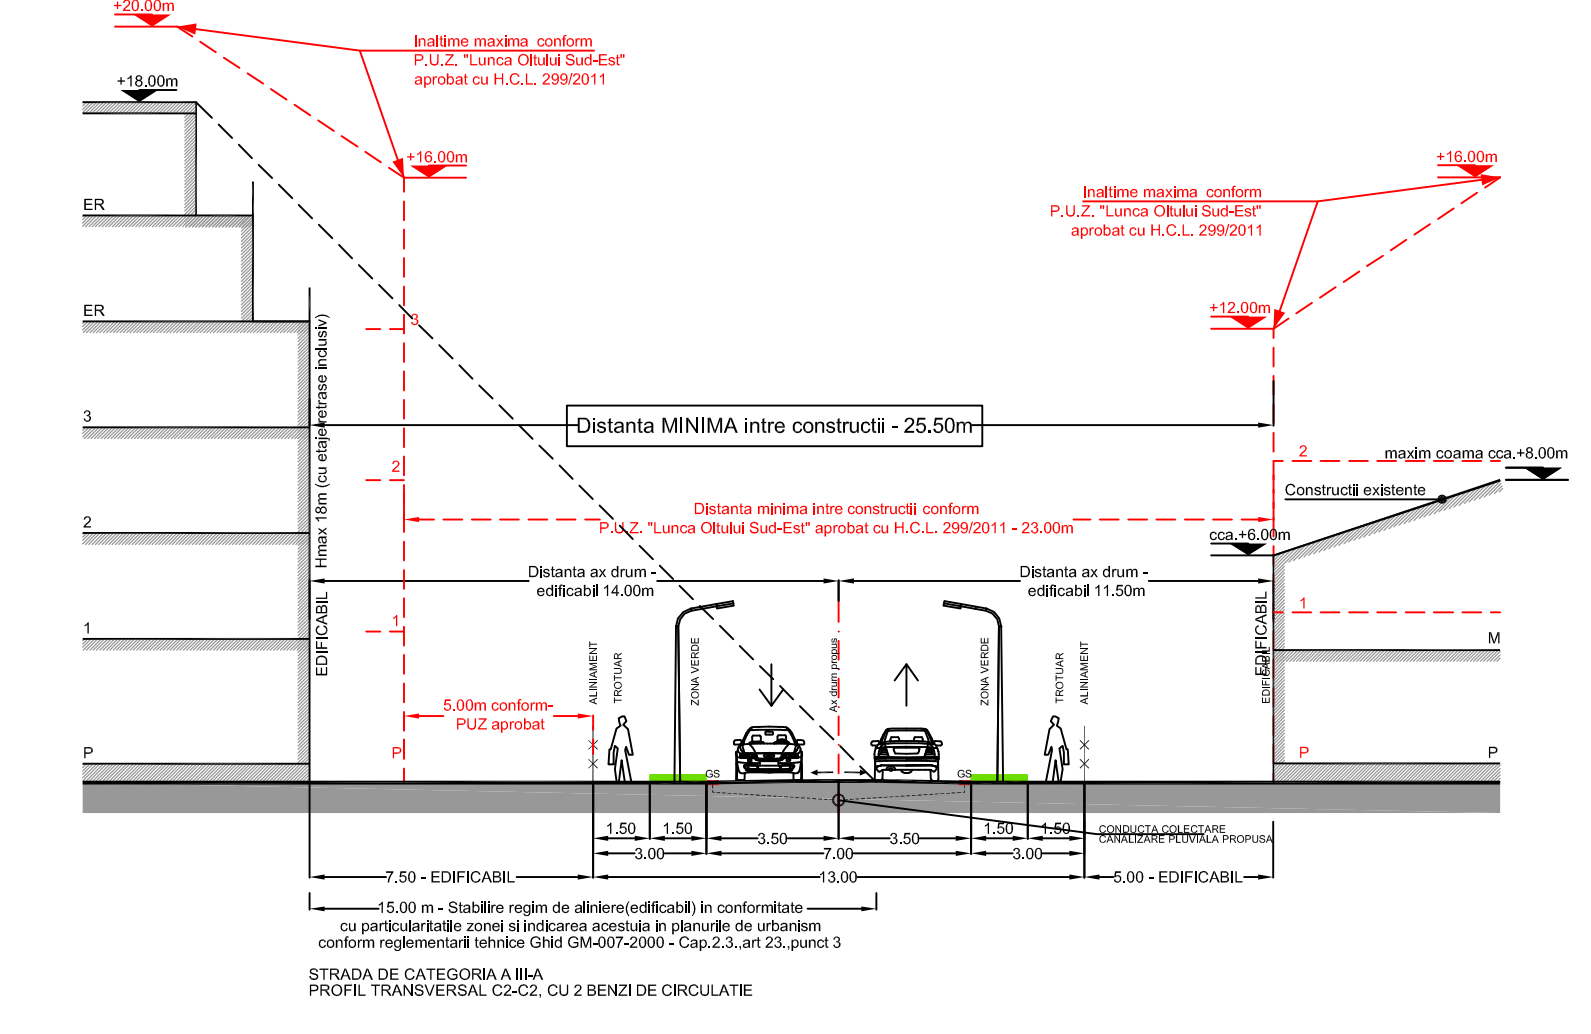 +20.00m
Inaltime maxima conform
P.U.Z. "Lunca Oltului Sud-Est"
aprobat cu H.C.L. 299/2011
+18.00m
+16.00m
+16.00m
Inaltime maxima conform
P.U.Z. "Lunca Oltului Sud-Est"
aprobat cu H.C.L. 299/2011
ER
ER
+12.00m
3
Hmax 18m (cu etaje retrase inclusiv)
3
Distanta MINIMA intre constructii - 25.50m
2
2
maxim coama cca.+8.00m
Constructii existente
Distanta minima intre constructii conform
P.U.Z. "Lunca Oltului Sud-Est" aprobat cu H.C.L. 299/2011 - 23.00m
2
cca.+6.00m
Distanta ax drum -
edificabil 14.00m
Distanta ax drum -
edificabil 11.50m
EDIFICABIL
1
1
ALINIAMENT
TROTUAR
ZONA VERDE
Ax drum propus
ZONA VERDE
TROTUAR
ALINIAMENT
EDIFICABIL
EDIFICABIL
1
M
5.00m conform-
PUZ aprobat
P
P
GS
GS
P
P
1.50
1.50
3.50
3.50
1.50
1.50
CONDUCTA COLECTARE
CANALIZARE PLUVIALA PROPUSA
3.00
7.00
3.00
7.50 - EDIFICABIL
13.00
5.00 - EDIFICABIL
15.00 m - Stabilire regim de aliniere(edificabil) in conformitate
cu particularitatile zonei si indicarea acestuia in planurile de urbanism
conform reglementarii tehnice Ghid GM-007-2000 - Cap.2.3.,art 23.,punct 3
STRADA DE CATEGORIA A III-A
PROFIL TRANSVERSAL C2-C2, CU 2 BENZI DE CIRCULATIE